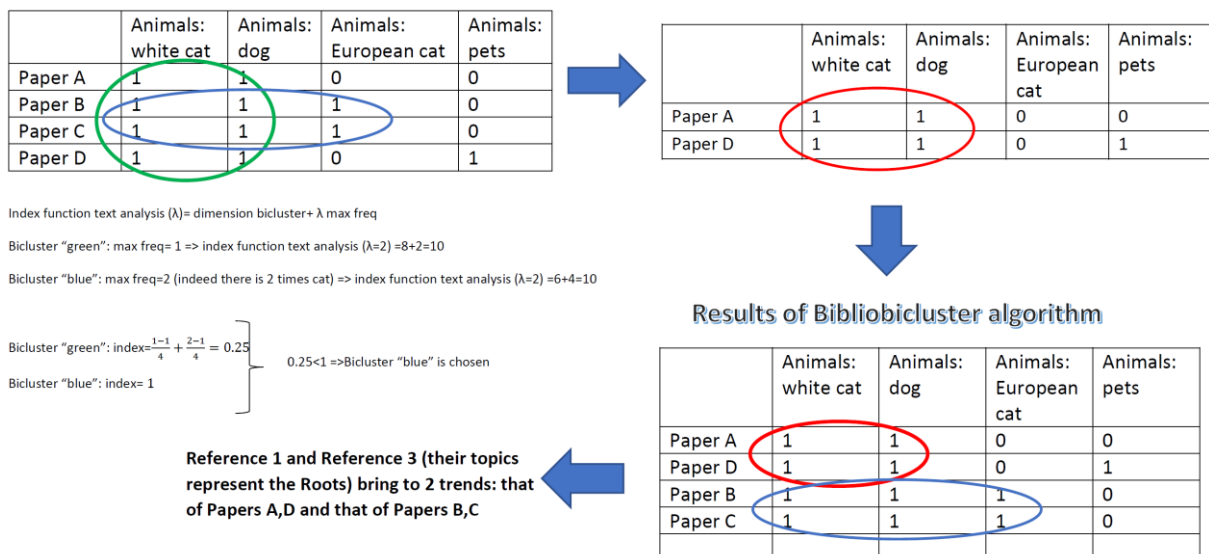 Animals: Animals: Animals: Animals:
white cat dog European cat pets
Paper A 1 1 0 0
Paper B 1 1 1 0
Paper C 1 1 1 0
Paper D 1 1 0 1
Animals: Animals: Animals: Animals:
white cat dog European pets
cat
Paper A 1 1 0 0
Paper D 1 1 0 1
Index function text analysis (λ)= dimension bicluster+ λ max freq
Bicluster “green”: max freq= 1 => index function text analysis (λ=2) =8+2=10
Bicluster “blue”: max freq=2 (indeed there is 2 times cat) => index function text analysis (λ=2) =6+4=10
Bicluster “green”: index=\frac{1−1}{4} + \frac{2−1}{4} = 0.25
Bicluster “blue”: index= 1
0.25<1 =>Bicluster “blue” is chosen
Results of Bibliobicluster algorithm
Animals: Animals: Animals: Animals:
white cat dog European pets
cat
Paper A 1 1 0 0
Paper D 1 1 0 1
Paper B 1 1 1 0
Paper C 1 1 1 0
Reference 1 and Reference 3 (their topics
represent the Roots) bring to 2 trends: that
of Papers A,D and that of Papers B,C